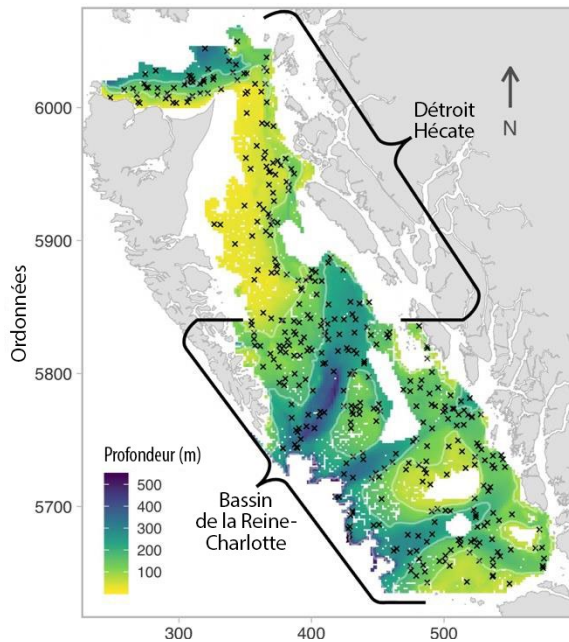 Détroit
Hécate
N
6000
5900
5800
5700
Ordonnées
Profondeur (m)
500
400
300
200
100
Bassin
de la Reine-
Charlotte
300
400
500